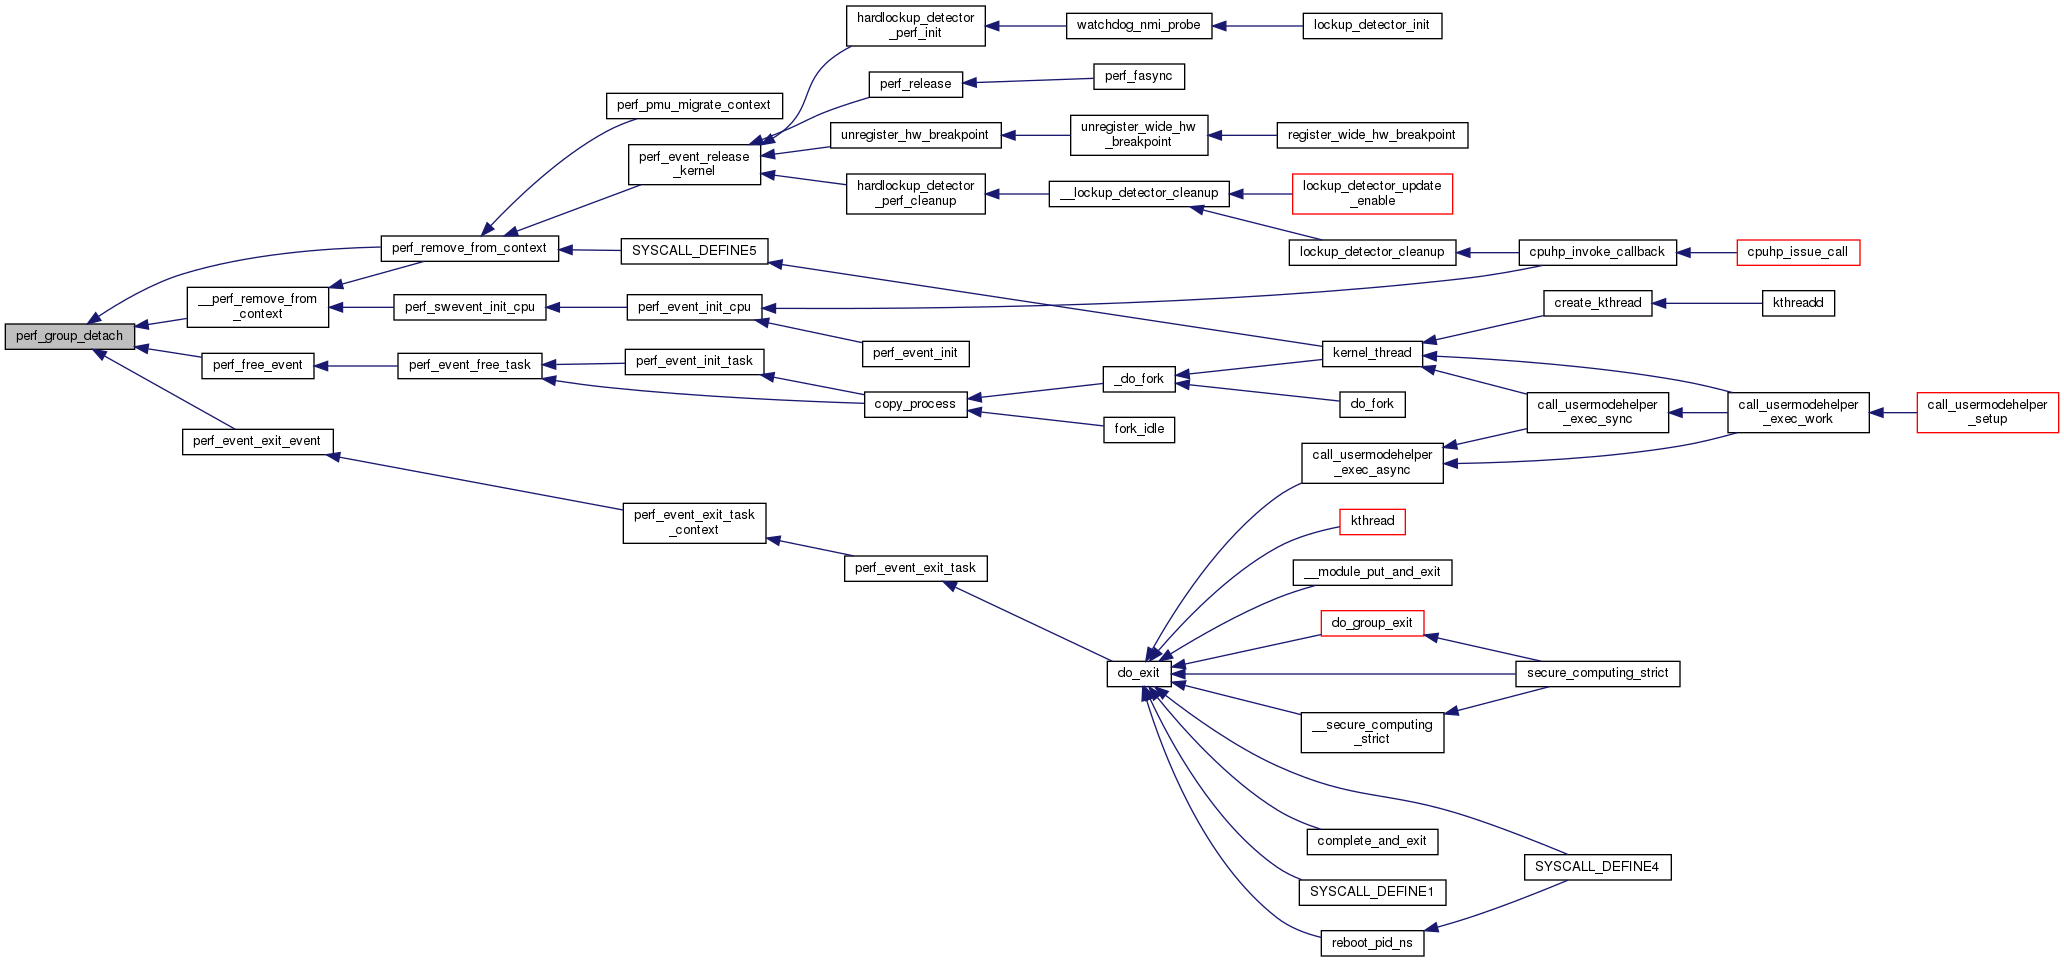 hardlockup_detector
_perf_init
watchdog_nmi_probe
lockup_detector_init
perf_release
perf_fasync
perf_pmu_migrate_context
unregister_hw_breakpoint
unregister_wide_hw
_breakpoint
register_wide_hw_breakpoint
perf_event_release
_kernel
hardlockup_detector
_perf_cleanup
__lockup_detector_cleanup
lockup_detector_update
_enable
perf_remove_from_context
SYSCALL_DEFINE5
lockup_detector_cleanup
cpuhp_invoke_callback
cpuhp_issue_call
__perf_remove_from
_context
perf_swevent_init_cpu
perf_event_init_cpu
create_kthread
kthreadd
perf_group_detach
perf_event_init
kernel_thread
perf_free_event
perf_event_free_task
perf_event_init_task
_do_fork
do_fork
copy_process
fork_idle
call_usermodehelper
_exec_sync
call_usermodehelper
_exec_work
call_usermodehelper
_setup
perf_event_exit_event
call_usermodehelper
_exec_async
perf_event_exit_task
_context
kthread
perf_event_exit_task
__module_put_and_exit
do_group_exit
do_exit
secure_computing_strict
__secure_computing
_strict
complete_and_exit
SYSCALL_DEFINE4
SYSCALL_DEFINE1
reboot_pid_ns